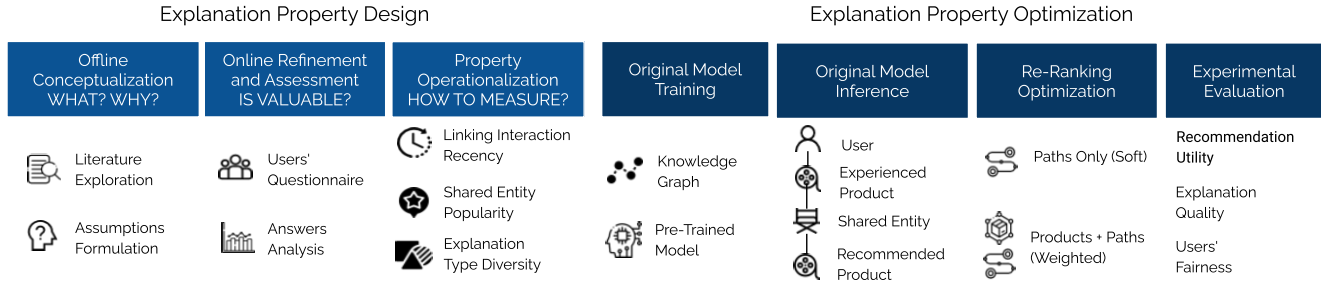 Explanation Property Design
Explanation Property Optimization
Offline
Conceptualization
WHAT? WHY?
Literature
Exploration
Assumptions
Formulation
Online Refinement
and Assessment
IS VALUABLE?
Users'
Questionnaire
Answers
Analysis
Property
Operationalization
HOW TO MEASURE?
Linking Interaction
Recency
Shared Entity
Popularity
Explanation
Type Diversity
Original Model
Training
Knowledge
Graph
Pre-Trained
Model
Original Model
Inference
User
Experienced
Product
Shared Entity
Recommended
Product
Re-Ranking
Optimization
Paths Only (Soft)
Products + Paths
(Weighted)
Experimental
Evaluation
Recommendation
Utility
Explanation
Quality
Users'
Fairness